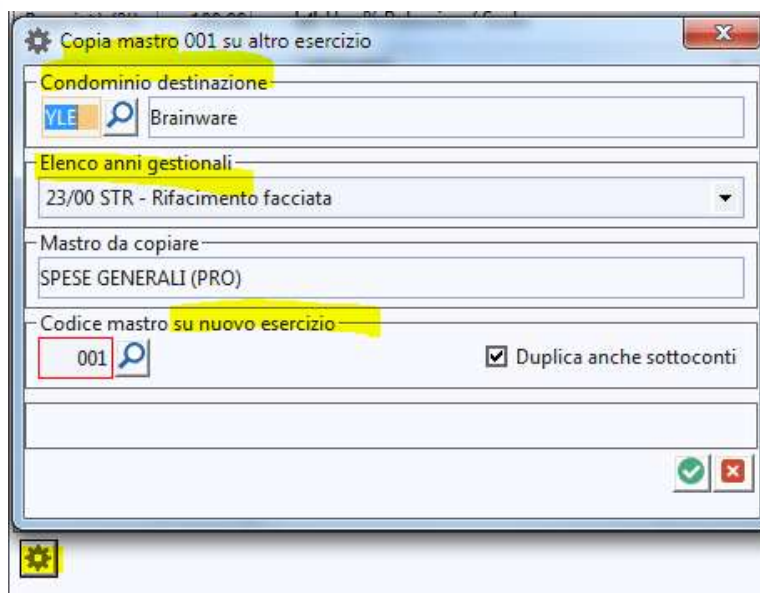 Copia mastro 001 su altro esercizio
Condominio destinazione
YLE Brainware
Elenco anni gestionali
23/00 STR - Rifacimento facciata
Mastro da copiare
SPESE GENERALI (PRO)
Codice mastro su nuovo esercizio
001 Duplica anche sottoconti